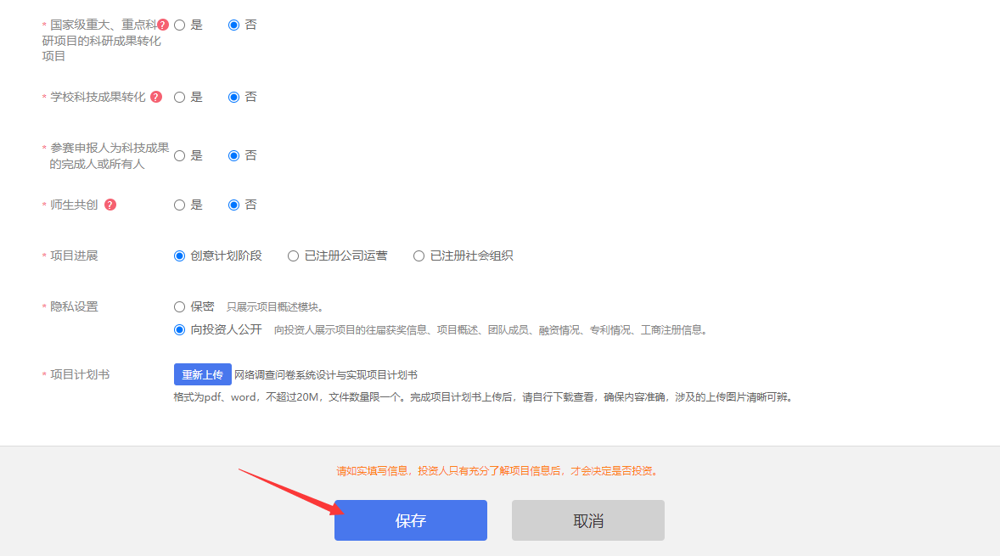 * 国家级重大、重点科? 是 否
研项目的科研成果转化
项目
* 学校科技成果转化 ? 是 否
* 参赛申报人为科技成果
的完成人或所有人 是 否
* 师生共创 ? 是 否
* 项目进展 创意计划阶段 已注册公司运营 已注册社会组织
* 隐私设置 保密 只展示项目概述模块。
向投资人公开 向投资人展示项目的往届获奖信息、项目概述、团队成员、融资情况、专利情况、工商注册信息。
* 项目计划书 重新上传 网络调查问卷系统设计与实现项目计划书
格式为pdf、word，不超过20M，文件数量限一个。完成项目计划书上传后，请自行下载查看，确保内容准确，涉及的上传图片清晰可辨。
请如实填写信息，投资人只有充分了解项目信息后，才会决定是否投资。
保存 取消